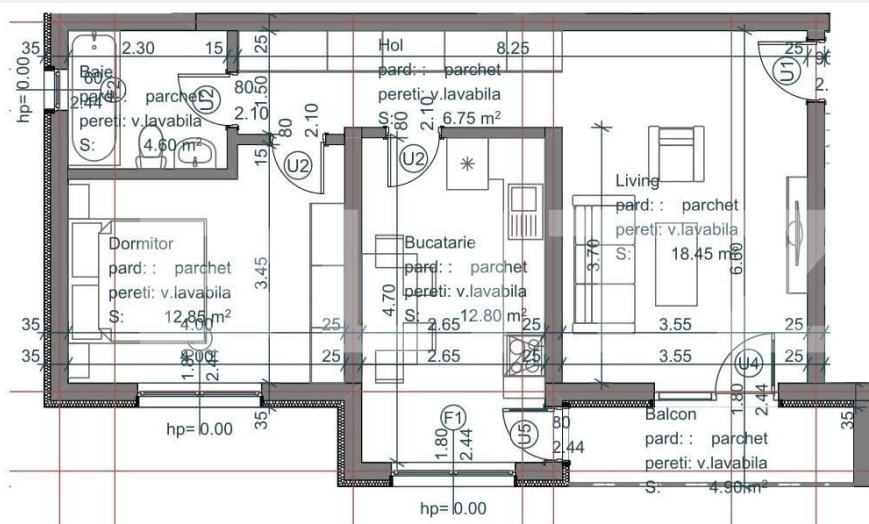 35
2.30
15
25
Hol
8.25
25
90
2.
hp= 0.00
60
2.44
Baie
pard: : parchet
pereti: v.lavabila
S: 4.60 m²
U2
80
2.10
1.50
pard: : parchet
pereti: v.lavabila
S: 6.75 m²
U1
80
2.10
80
2.10
15
U2
U2
Living
pard: : parchet
pereti: v.lavabila
S: 18.45 m²
Dormitor
pard: : parchet
pereti: v.lavabila
S: 12.85 m²
3.45
Bucatarie
pard: : parchet
pereti: v.lavabila
S: 12.80 m²
4.70
3.70
6.60
35
4.00
25
2.65
25
3.55
25
35
4.00
25
2.65
25
3.55
25
1.80
2.44
U4
hp= 0.00
35
1.80
2.44
F1
U5
80
2.44
1.80
2.44
35
Balcon
pard: : parchet
pereti: v.lavabila
S: 4.90 m²
hp= 0.00